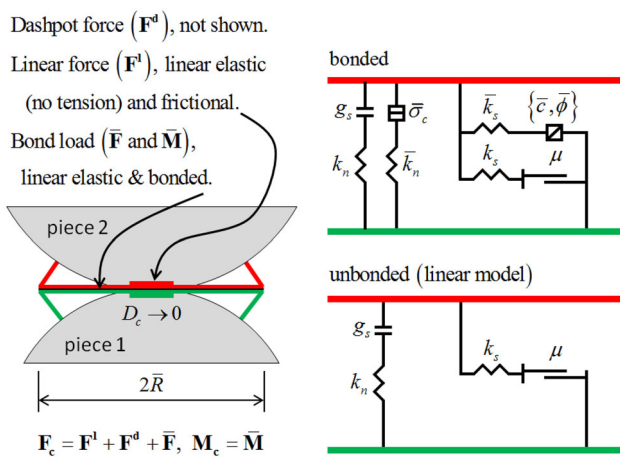 Dashpot force (F^d), not shown.
Linear force (F^l), linear elastic
(no tension) and frictional.
Bond load (F̄ and M̄),
linear elastic & bonded.
piece 2
D_c → 0
piece 1
2R̄
F_c = F^l + F^d + F̄, M_c = M̄
bonded
g_s
σ̄_c
k̄_s
{c̄, φ̄}
k_n
k̄_n
k_s
μ
unbonded (linear model)
g_s
k_n
k_s
μ